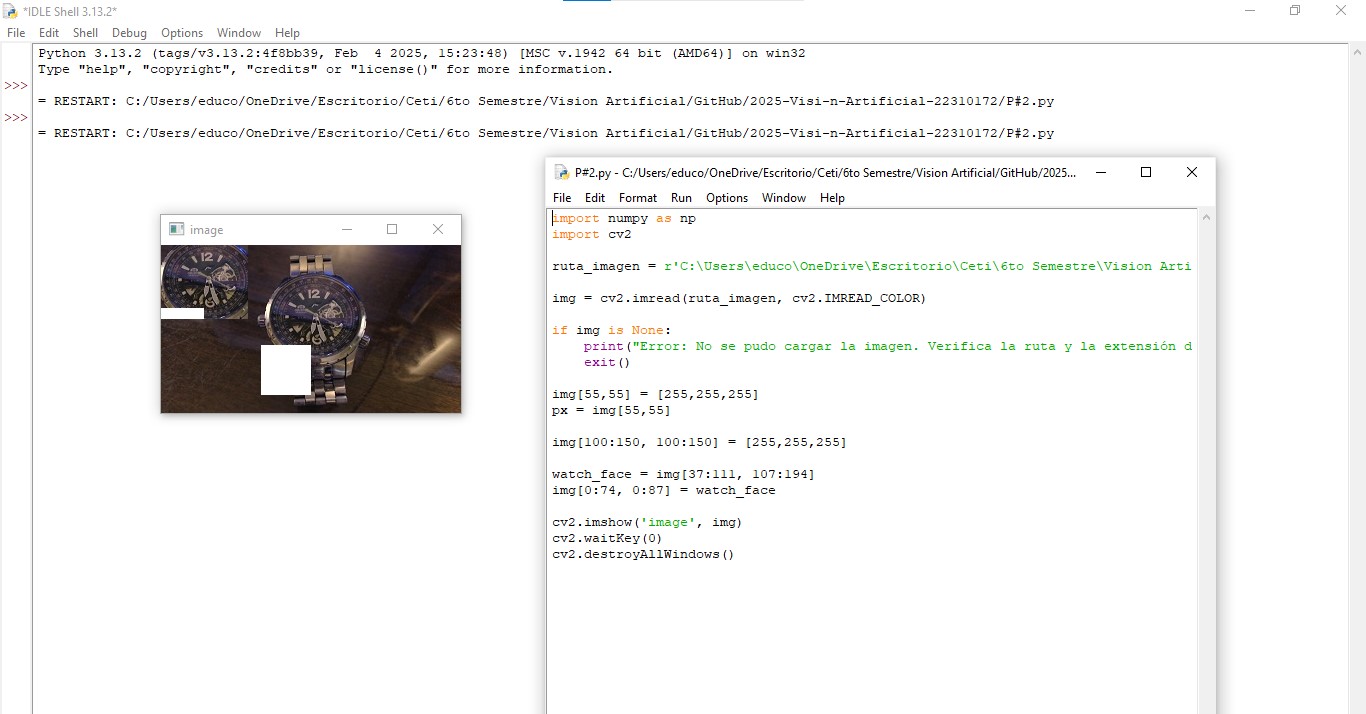 *IDLE Shell 3.13.2*
File Edit Shell Debug Options Window Help
Python 3.13.2 (tags/v3.13.2:4f8bb39, Feb  4 2025, 15:23:48) [MSC v.1942 64 bit (AMD64)] on win32
Type "help", "copyright", "credits" or "license()" for more information.
>>>
= RESTART: C:/Users/educo/OneDrive/Escritorio/Ceti/6to Semestre/Vision Artificial/GitHub/2025-Visi-n-Artificial-22310172/P#2.py
>>>
= RESTART: C:/Users/educo/OneDrive/Escritorio/Ceti/6to Semestre/Vision Artificial/GitHub/2025-Visi-n-Artificial-22310172/P#2.py
image
12
12
P#2.py - C:/Users/educo/OneDrive/Escritorio/Ceti/6to Semestre/Vision Artificial/GitHub/2025...
File Edit Format Run Options Window Help
import numpy as np
import cv2
ruta_imagen = r'C:\Users\educo\OneDrive\Escritorio\Ceti\6to Semestre\Vision Arti
img = cv2.imread(ruta_imagen, cv2.IMREAD_COLOR)
if img is None:
    print("Error: No se pudo cargar la imagen. Verifica la ruta y la extensión d
    exit()
img[55,55] = [255,255,255]
px = img[55,55]
img[100:150, 100:150] = [255,255,255]
watch_face = img[37:111, 107:194]
img[0:74, 0:87] = watch_face
cv2.imshow('image', img)
cv2.waitKey(0)
cv2.destroyAllWindows()